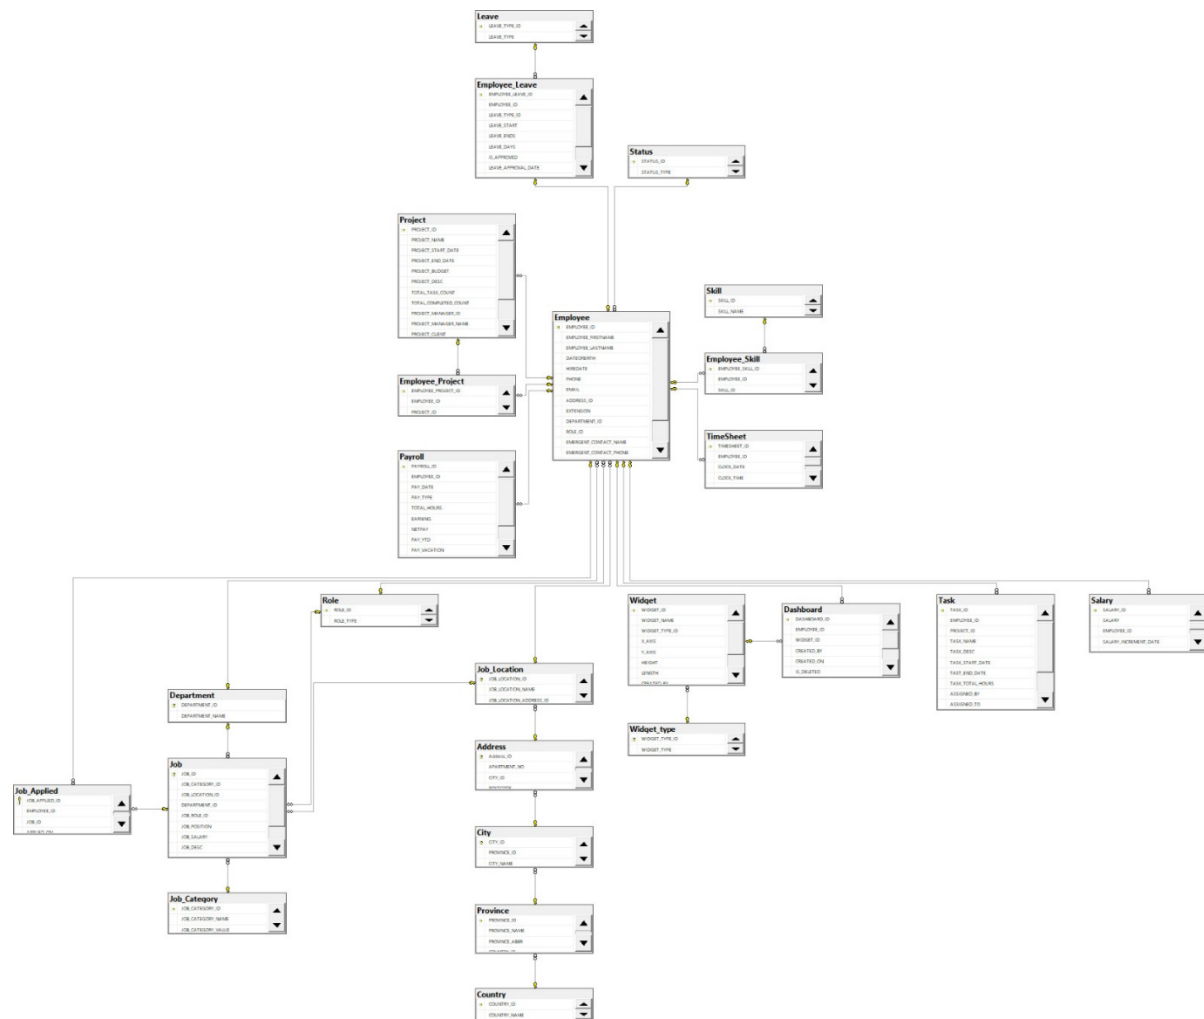 Leave
LEAVE_TYPE_ID
LEAVE_TYPE
Employee_Leave
EMPLOYEE_LEAVE_ID
EMPLOYEE_ID
LEAVE_TYPE_ID
LEAVE_START
LEAVE_ENDS
LEAVE_DAYS
IS_APPROVED
LEAVE_APPROVAL_DATE
Status
STATUS_ID
STATUS_TYPE
Project
PROJECT_ID
PROJECT_NAME
PROJECT_START_DATE
PROJECT_END_DATE
PROJECT_BUDGET
PROJECT_DESC
TOTAL_TASK_COUNT
TOTAL_COMPLETED_COUNT
PROJECT_MANAGER_ID
PROJECT_MANAGER_NAME
PROJECT_CLIENT
Skill
SKILL_ID
SKILL_NAME
Employee
EMPLOYEE_ID
EMPLOYEE_FIRSTNAME
EMPLOYEE_LASTNAME
DATEOFBIRTH
HIREDATE
PHONE
EMAIL
ADDRESS_ID
EXTENSION
DEPARTMENT_ID
ROLE_ID
EMERGENT_CONTACT_NAME
EMERGENT_CONTACT_PHONE
Employee_Skill
EMPLOYEE_SKILL_ID
EMPLOYEE_ID
SKILL_ID
Employee_Project
EMPLOYEE_PROJECT_ID
EMPLOYEE_ID
PROJECT_ID
TimeSheet
TIMESHEET_ID
EMPLOYEE_ID
CLOCK_DATE
CLOCK_TIME
Payroll
PAYROLL_ID
EMPLOYEE_ID
PAY_DATE
PAY_TYPE
TOTAL_HOURS
EARNING
NETPAY
PAY_YTD
PAY_VACATION
Role
ROLE_ID
ROLE_TYPE
Widget
WIDGET_ID
WIDGET_NAME
WIDGET_TYPE_ID
X_AXIS
Y_AXIS
HEIGHT
LENGTH
CREATED_BY
Dashboard
DASHBOARD_ID
EMPLOYEE_ID
WIDGET_ID
CREATED_BY
CREATED_ON
IS_DELETED
Task
TASK_ID
EMPLOYEE_ID
PROJECT_ID
TASK_NAME
TASK_DESC
TASK_START_DATE
TAST_END_DATE
TASK_TOTAL_HOURS
ASSIGNED_BY
ASSIGNED_TO
Salary
SALARY_ID
SALARY
EMPLOYEE_ID
SALARY_INCREMENT_DATE
Job_Location
JOB_LOCATION_ID
JOB_LOCATION_NAME
JOB_LOCATION_ADDRESS_ID
Department
DEPARTMENT_ID
DEPARTMENT_NAME
Widget_type
WIDGET_TYPE_ID
WIDGET_TYPE
Address
Address_ID
APARTMENT_NO
CITY_ID
Job
JOB_ID
JOB_CATEGORY_ID
JOB_LOCATION_ID
DEPARTMENT_ID
JOB_ROLE_ID
JOB_POSITION
JOB_SALARY
JOB_DESC
Job_Applied
JOB_APPLIED_ID
EMPLOYEE_ID
JOB_ID
City
CITY_ID
PROVINCE_ID
CITY_NAME
Job_Category
JOB_CATEGORY_ID
JOB_CATEGORY_NAME
JOB_CATEGORY_VALUE
Province
PROVINCE_ID
PROVINCE_NAME
PROVINCE_ABBR
Country
COUNTRY_ID
COUNTRY_NAME